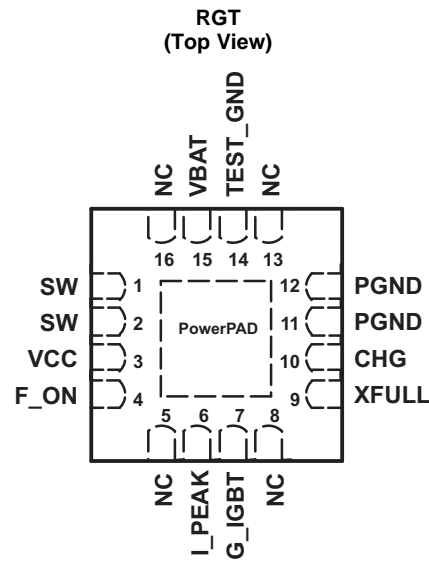 RGT
(Top View)
NC
VBAT
TEST_GND
NC
16 15 14 13
SW 1 12 PGND
SW 2 PowerPAD 11 PGND
VCC 3 10 CHG
F_ON 4 9 XFULL
5 6 7 8
NC
I_PEAK
G_IGBT
NC